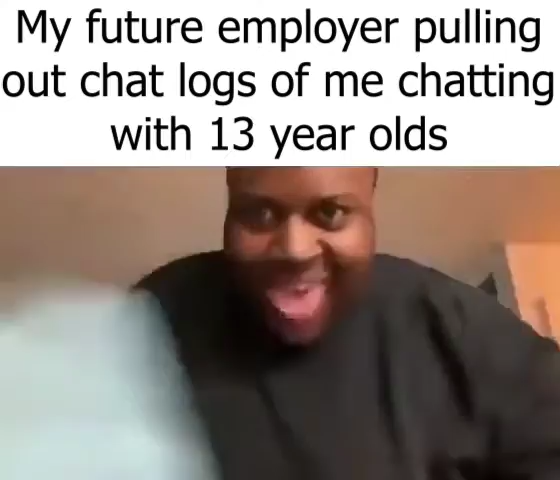 My future employer pulling
out chat logs of me chatting
with 13 year olds